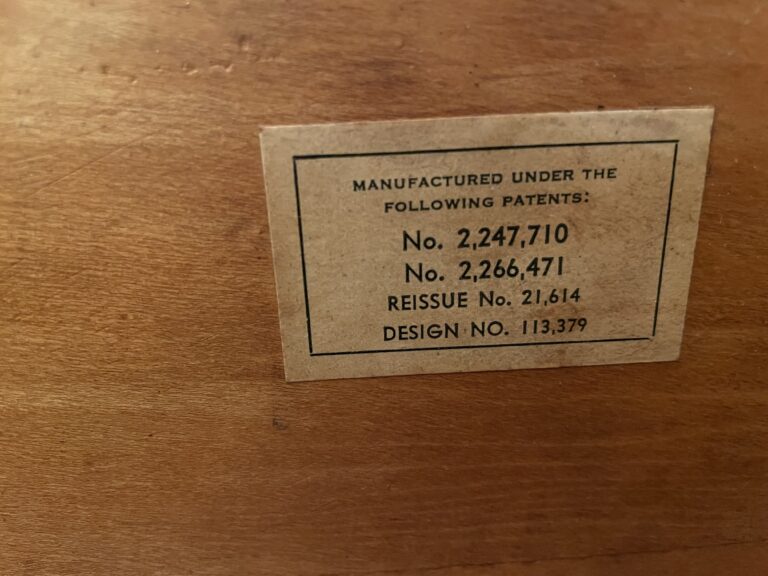 MANUFACTURED UNDER THE
FOLLOWING PATENTS:
No. 2,247,710
No. 2,266,471
REISSUE No. 21,614
DESIGN NO. 113,379